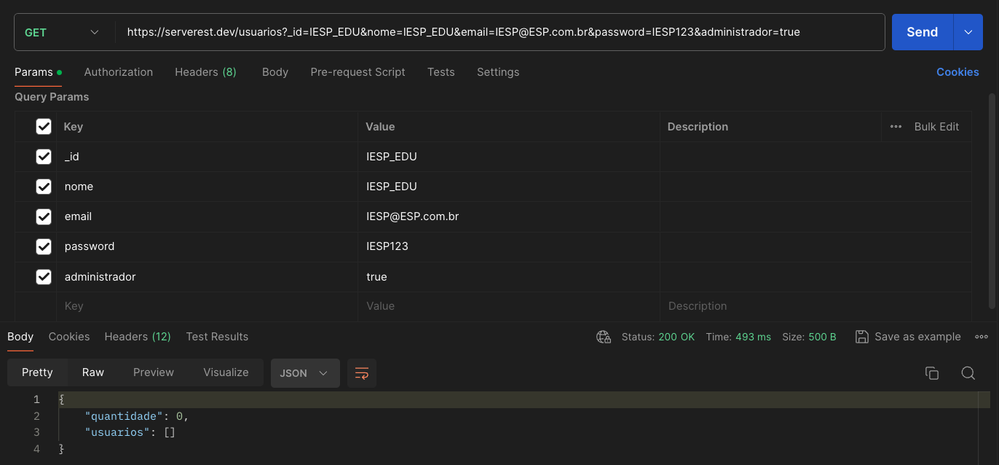 GET https://serverest.dev/usuarios?_id=IESP_EDU&nome=IESP_EDU&email=IESP@ESP.com.br&password=IESP123&administrador=true Send
Params Authorization Headers (8) Body Pre-request Script Tests Settings Cookies
Query Params
Key Value Description Bulk Edit
_id IESP_EDU
nome IESP_EDU
email IESP@ESP.com.br
password IESP123
administrador true
Key Value Description
Body Cookies Headers (12) Test Results Status: 200 OK Time: 493 ms Size: 500 B Save as example
Pretty Raw Preview Visualize JSON
1 {
2 "quantidade": 0,
3 "usuarios": []
4 }